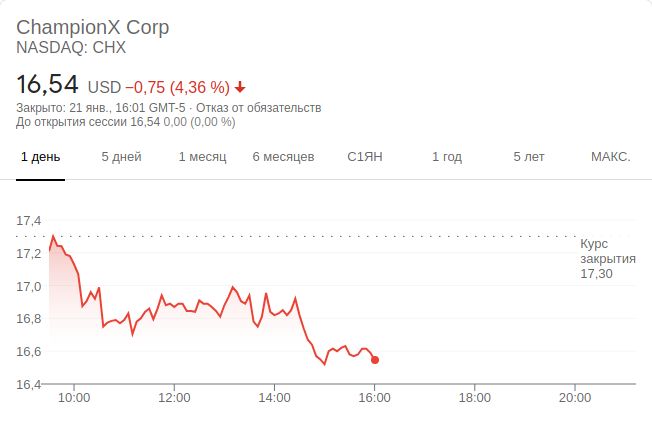 ChampionX Corp
NASDAQ: CHX
16,54 USD −0,75 (4,36 %)
Закрыто: 21 янв., 16:01 GMT-5 · Отказ от обязательств
До открытия сессии 16,54 0,00 (0,00 %)
1 день 5 дней 1 месяц 6 месяцев С1ЯН 1 год 5 лет МАКС.
17,4
Курс
закрытия
17,30
17,2
17,0
16,8
16,6
16,4
10:00 12:00 14:00 16:00 18:00 20:00